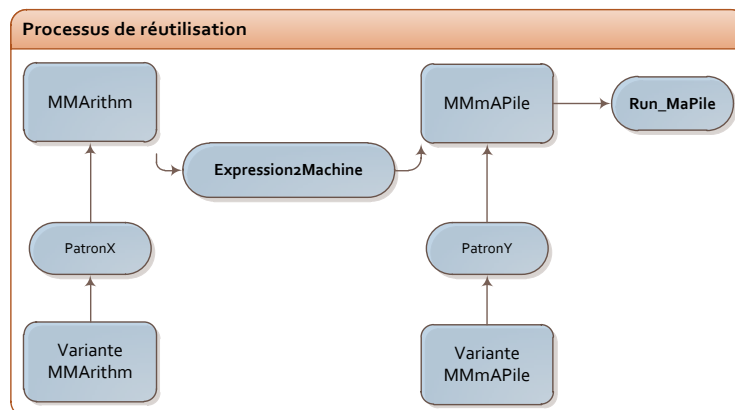 Processus de réutilisation
MMArithm
MMmAPile
Run_MaPile
Expression2Machine
PatronX
PatronY
Variante
MMArithm
Variante
MMmAPile